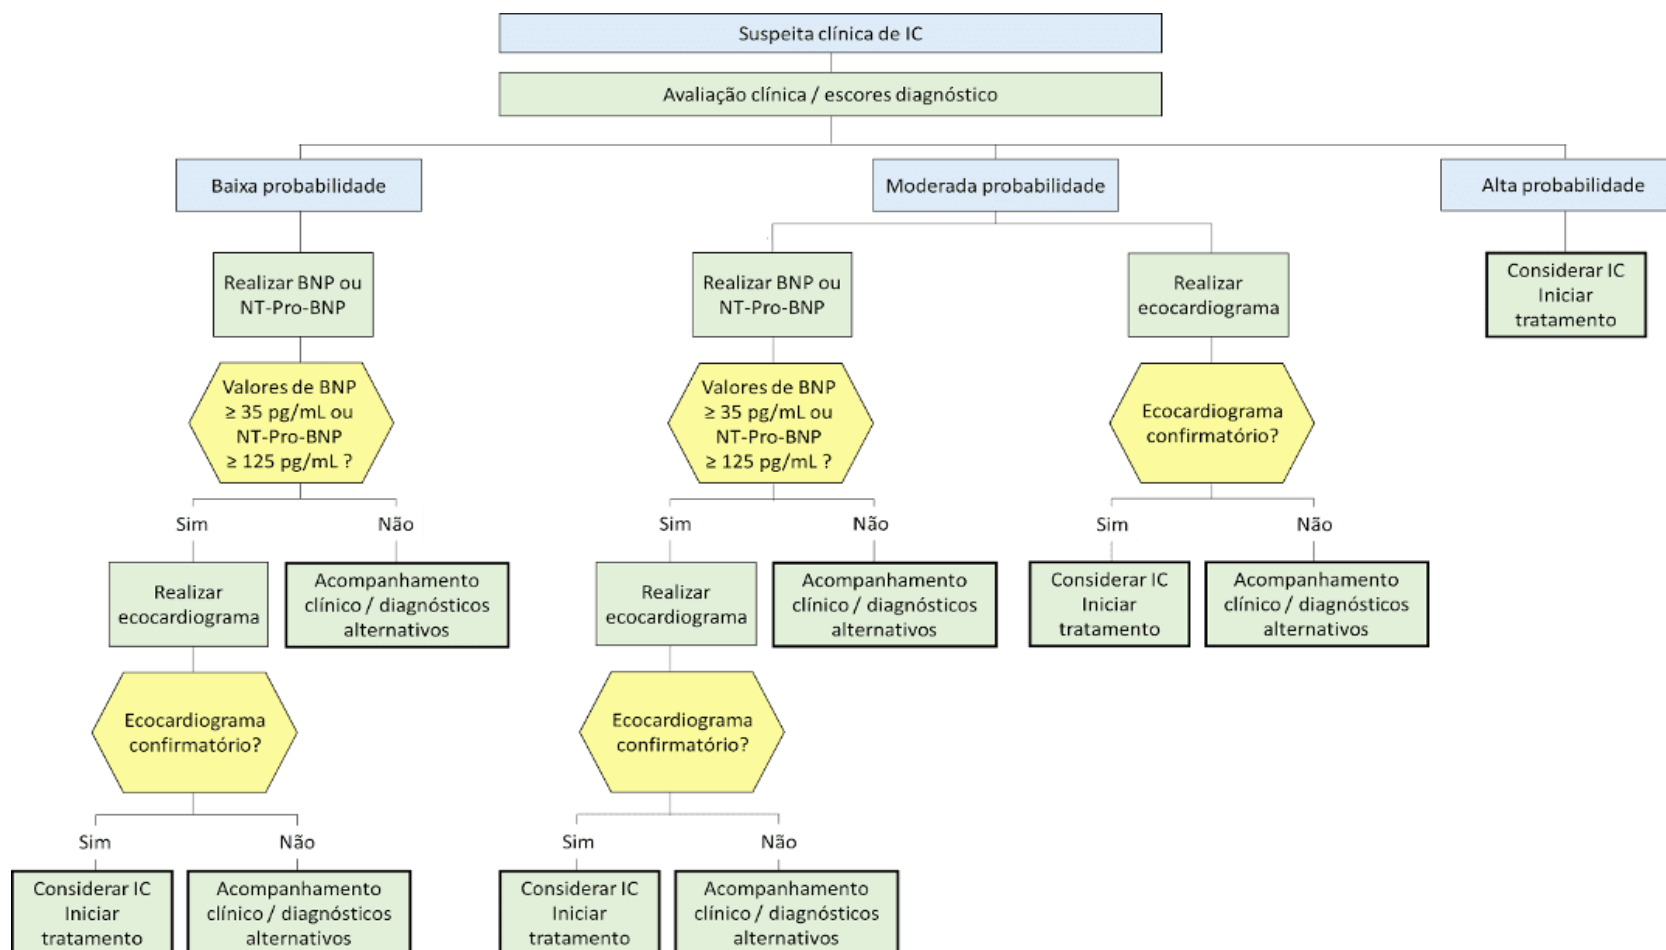 Suspeita clínica de IC
Avaliação clínica / escores diagnóstico
Baixa probabilidade
Moderada probabilidade
Alta probabilidade
Realizar BNP ou
NT-Pro-BNP
Realizar BNP ou
NT-Pro-BNP
Realizar
ecocardiograma
Considerar IC
Iniciar
tratamento
Valores de BNP
≥ 35 pg/mL ou
NT-Pro-BNP
≥ 125 pg/mL ?
Valores de BNP
≥ 35 pg/mL ou
NT-Pro-BNP
≥ 125 pg/mL ?
Ecocardiograma
confirmatório?
Sim
Não
Sim
Não
Sim
Não
Realizar
ecocardiograma
Acompanhamento
clínico / diagnósticos
alternativos
Realizar
ecocardiograma
Acompanhamento
clínico / diagnósticos
alternativos
Considerar IC
Iniciar
tratamento
Acompanhamento
clínico / diagnósticos
alternativos
Ecocardiograma
confirmatório?
Ecocardiograma
confirmatório?
Sim
Não
Sim
Não
Considerar IC
Iniciar
tratamento
Acompanhamento
clínico / diagnósticos
alternativos
Considerar IC
Iniciar
tratamento
Acompanhamento
clínico / diagnósticos
alternativos